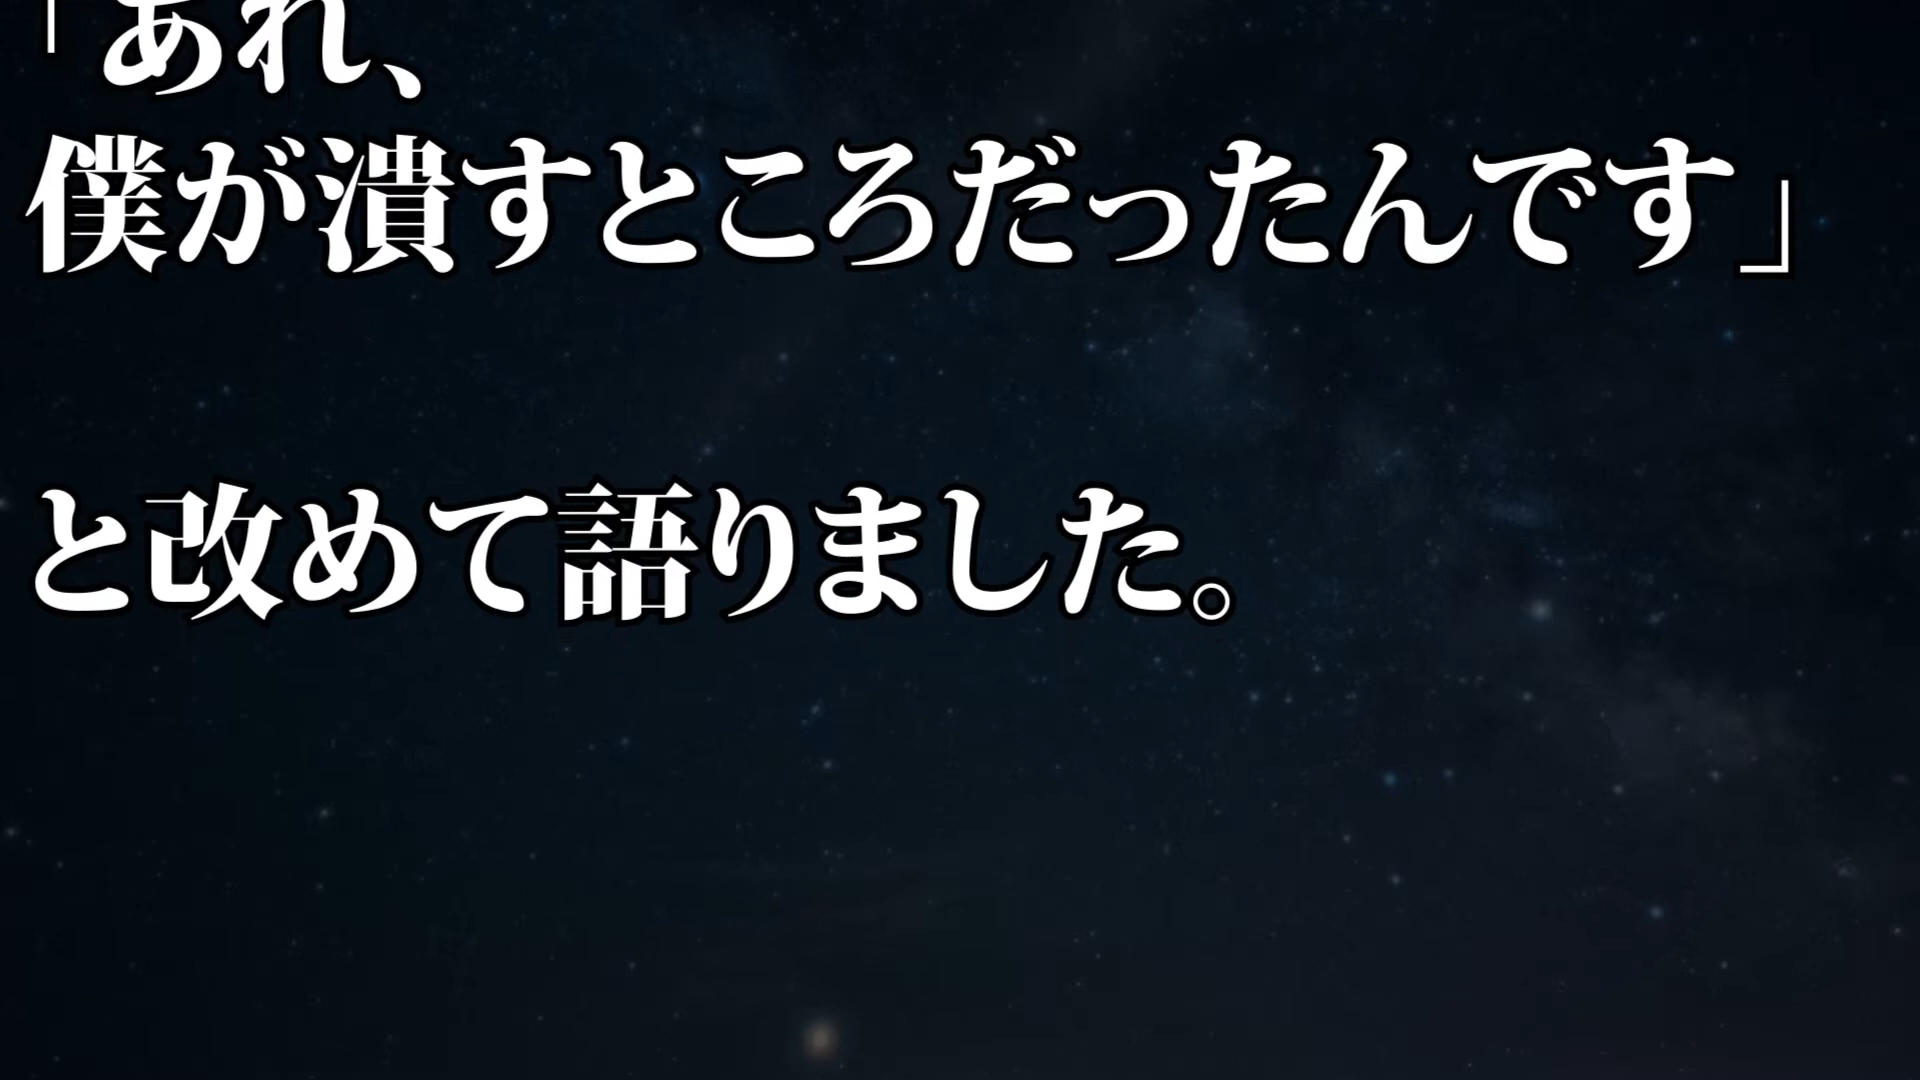 「あれ、
僕が潰すところだったんです」
と改めて語りました。